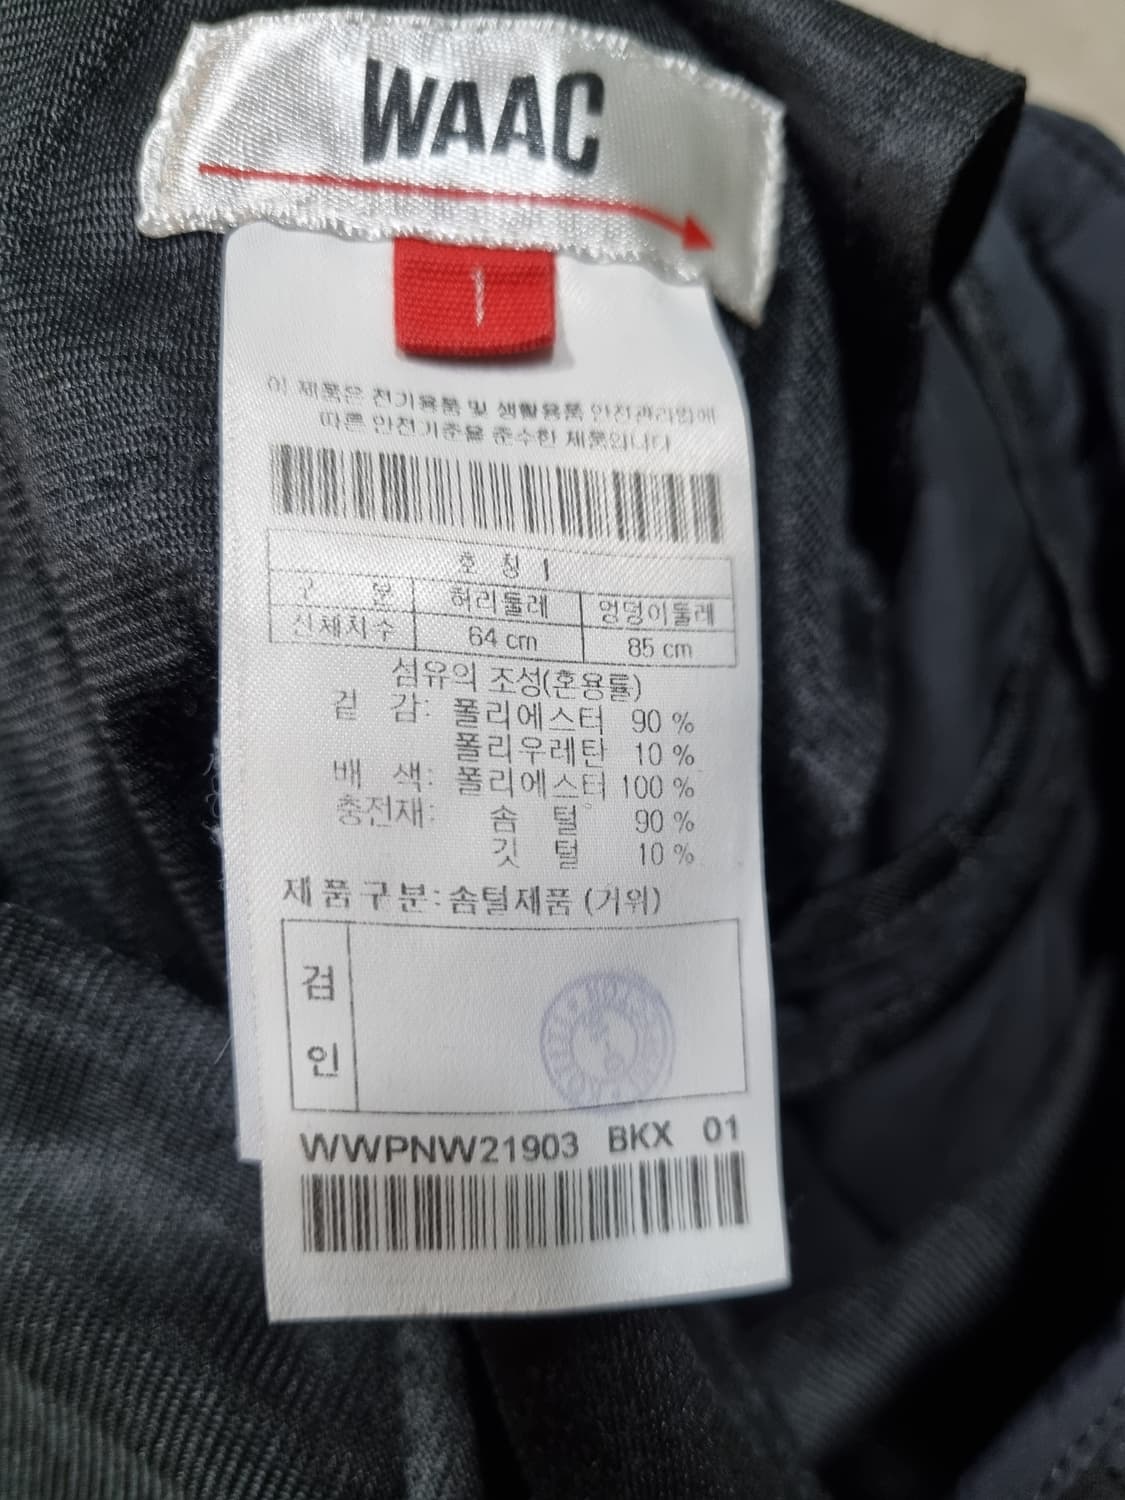 WAAC
1
이 제품은 전기용품 및 생활용품 안전관리법에
따른 안전기준을 준수한 제품입니다
호 칭 1
구 분 허리둘레 엉덩이둘레
신체치수 64 cm 85 cm
섬유의 조성(혼용률)
겉 감: 폴리에스터 90 %
폴리우레탄 10 %
배 색: 폴리에스터 100 %
충전재: 솜 털 90 %
깃 털 10 %
제품구분: 솜털제품 (거위)
검
인
WWPNW21903 BKX 01